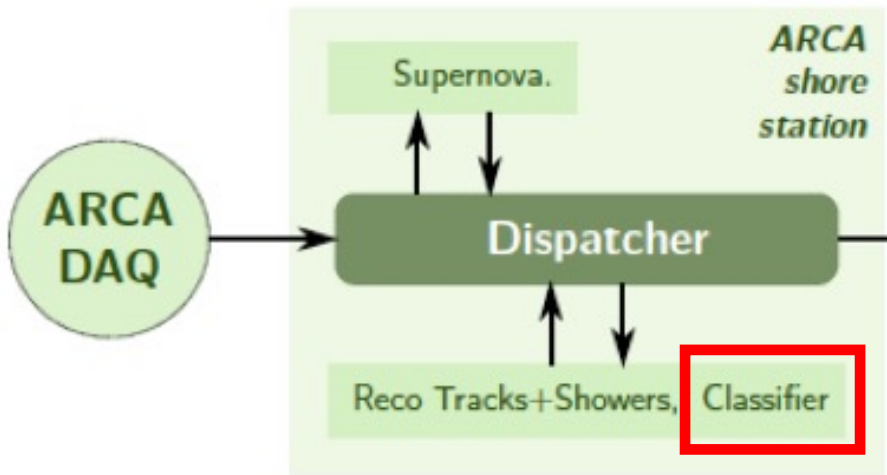 ARCA
shore
station
Supernova.
ARCA
DAQ
Dispatcher
Reco Tracks+Showers, Classifier